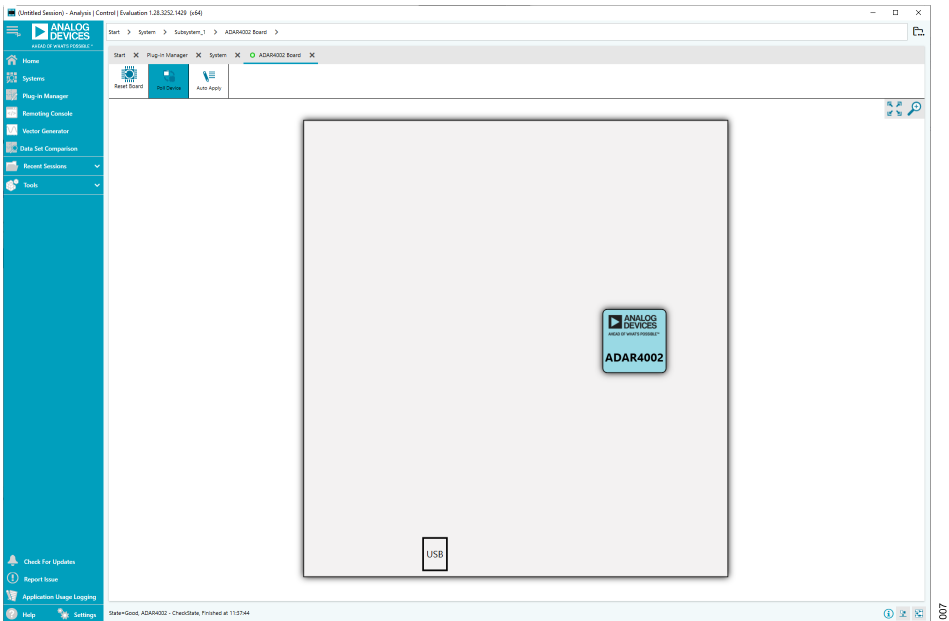 (Untitled Session) - Analysis | Control | Evaluation 1.28.3252.1429 (x64)
ANALOG
DEVICES
AHEAD OF WHAT'S POSSIBLE™
Start > System > Subsystem_1 > ADAR4002 Board >
Home
Systems
Plug-in Manager
Remoting Console
Vector Generator
Data Set Comparison
Recent Sessions
Tools
Start X Plug-in Manager X System X ADAR4002 Board X
Reset Board
Poll Device
Auto Apply
ANALOG
DEVICES
AHEAD OF WHAT'S POSSIBLE™
ADAR4002
USB
Check For Updates
Report Issue
Application Usage Logging
Help
Settings
State=Good, ADAR4002 - CheckState, Finished at 11:37:44
007